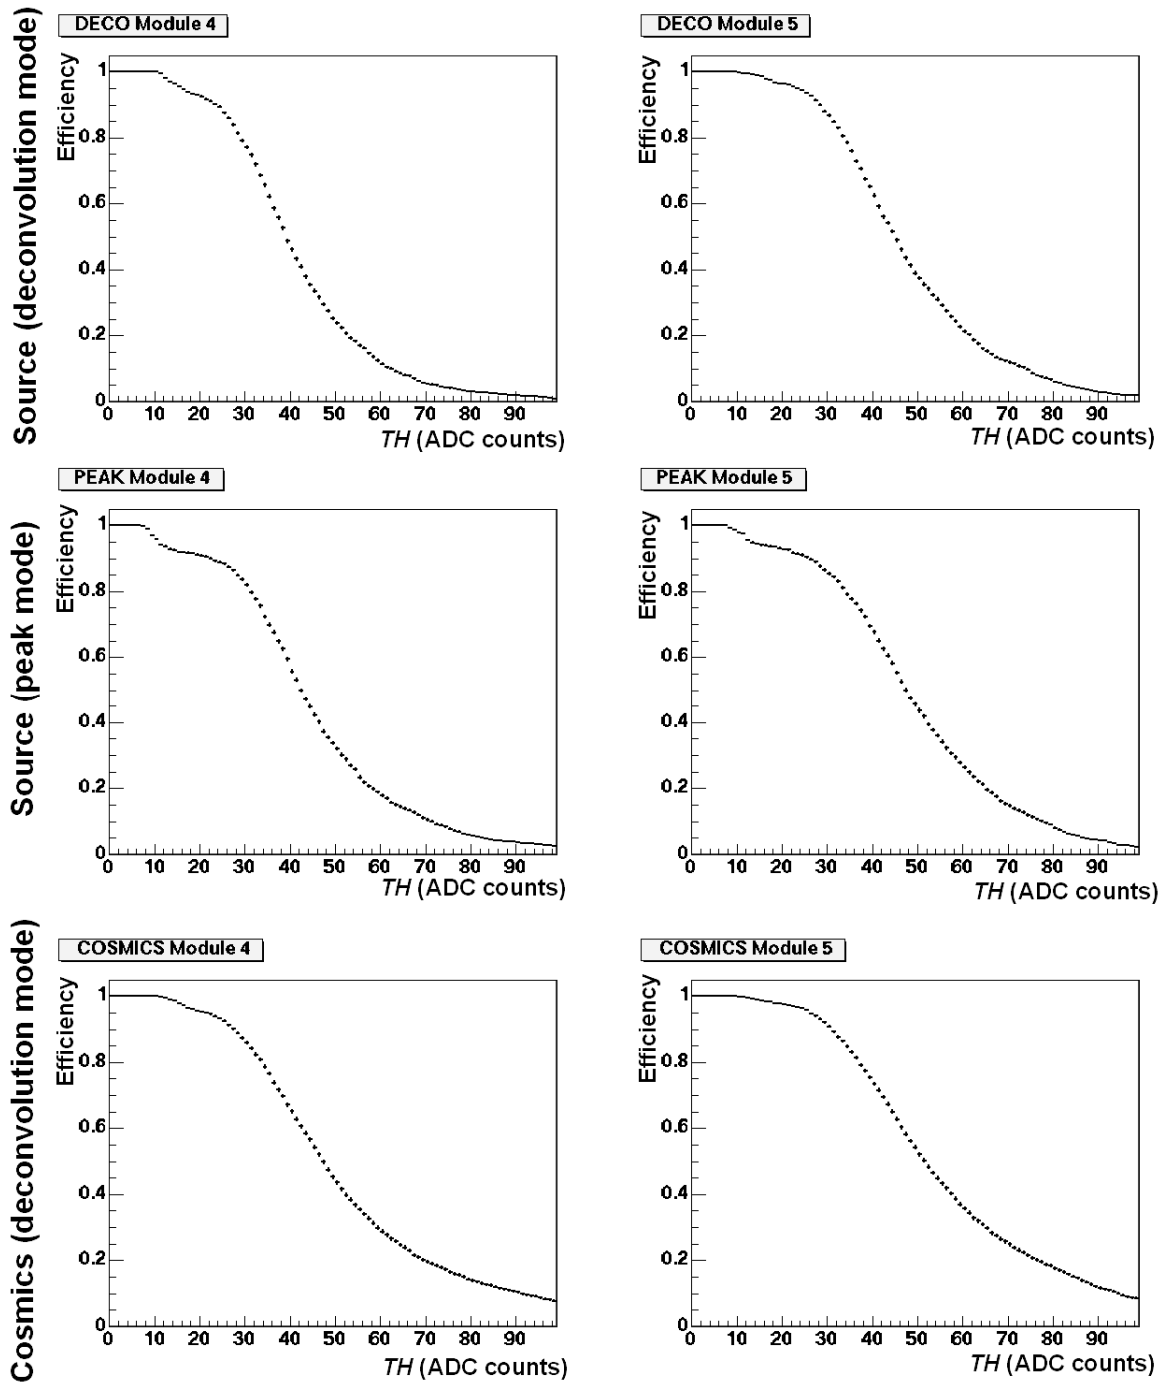 Source (deconvolution mode)
DECO Module 4
Efficiency
1
0.8
0.6
0.4
0.2
0
0 10 20 30 40 50 60 70 80 90
TH (ADC counts)
DECO Module 5
Efficiency
1
0.8
0.6
0.4
0.2
0
0 10 20 30 40 50 60 70 80 90
TH (ADC counts)
Source (peak mode)
PEAK Module 4
Efficiency
1
0.8
0.6
0.4
0.2
0
0 10 20 30 40 50 60 70 80 90
TH (ADC counts)
PEAK Module 5
Efficiency
1
0.8
0.6
0.4
0.2
0
0 10 20 30 40 50 60 70 80 90
TH (ADC counts)
Cosmics (deconvolution mode)
COSMICS Module 4
Efficiency
1
0.8
0.6
0.4
0.2
0
0 10 20 30 40 50 60 70 80 90
TH (ADC counts)
COSMICS Module 5
Efficiency
1
0.8
0.6
0.4
0.2
0
0 10 20 30 40 50 60 70 80 90
TH (ADC counts)